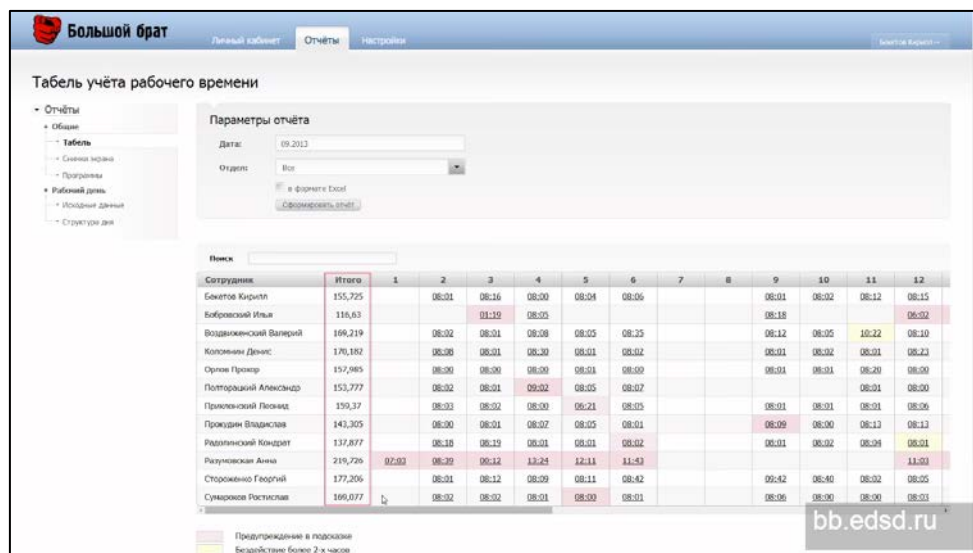 Большой брат
Личный кабинет Отчёты Настройки
Бекетов Кирилл
Табель учёта рабочего времени
Отчёты
Общие
Табель
Снимки экрана
Программы
Рабочий день
Исходные данные
Структура дня
Параметры отчёта
Дата: 09.2013
Отдел: Все
в формате Excel
Сформировать отчёт
Поиск
Сотрудник Итого 1 2 3 4 5 6 7 8 9 10 11 12
Бекетов Кирилл 155,725 08:01 08:16 08:00 08:04 08:06 08:01 08:02 08:12 08:15
Бобровский Илья 116,63 01:19 08:05 08:18 06:02
Воздвиженский Валерий 169,219 08:02 08:01 08:08 08:05 08:35 08:12 08:05 10:22 08:10
Коломнин Денис 170,182 08:08 08:01 08:30 08:01 08:02 08:01 08:02 08:01 08:23
Орлов Прохор 157,985 08:00 08:00 08:00 08:01 08:00 08:01 08:01 08:20 08:00
Полторацкий Александр 153,777 08:02 08:01 09:02 08:05 08:07 08:01 08:00
Приклонский Леонид 159,37 08:03 08:02 08:00 06:21 08:05 08:01 08:01 08:01 08:06
Прокудин Владислав 143,305 08:00 08:01 08:07 08:05 08:01 08:09 08:00 08:13 08:13
Радолинский Кондрат 137,877 08:18 08:19 08:01 08:01 08:02 08:01 08:02 08:04 08:01
Разумовская Анна 219,726 07:03 08:39 00:12 13:24 12:11 11:43 11:03
Стороженко Георгий 177,206 08:01 08:12 08:09 08:11 08:42 09:42 08:40 08:02 08:05
Сумароков Ростислав 169,077 08:02 08:02 08:01 08:00 08:01 08:06 08:00 08:00 08:03
Предупреждение в подсказке
Бездействие более 2-х часов
bb.edsd.ru